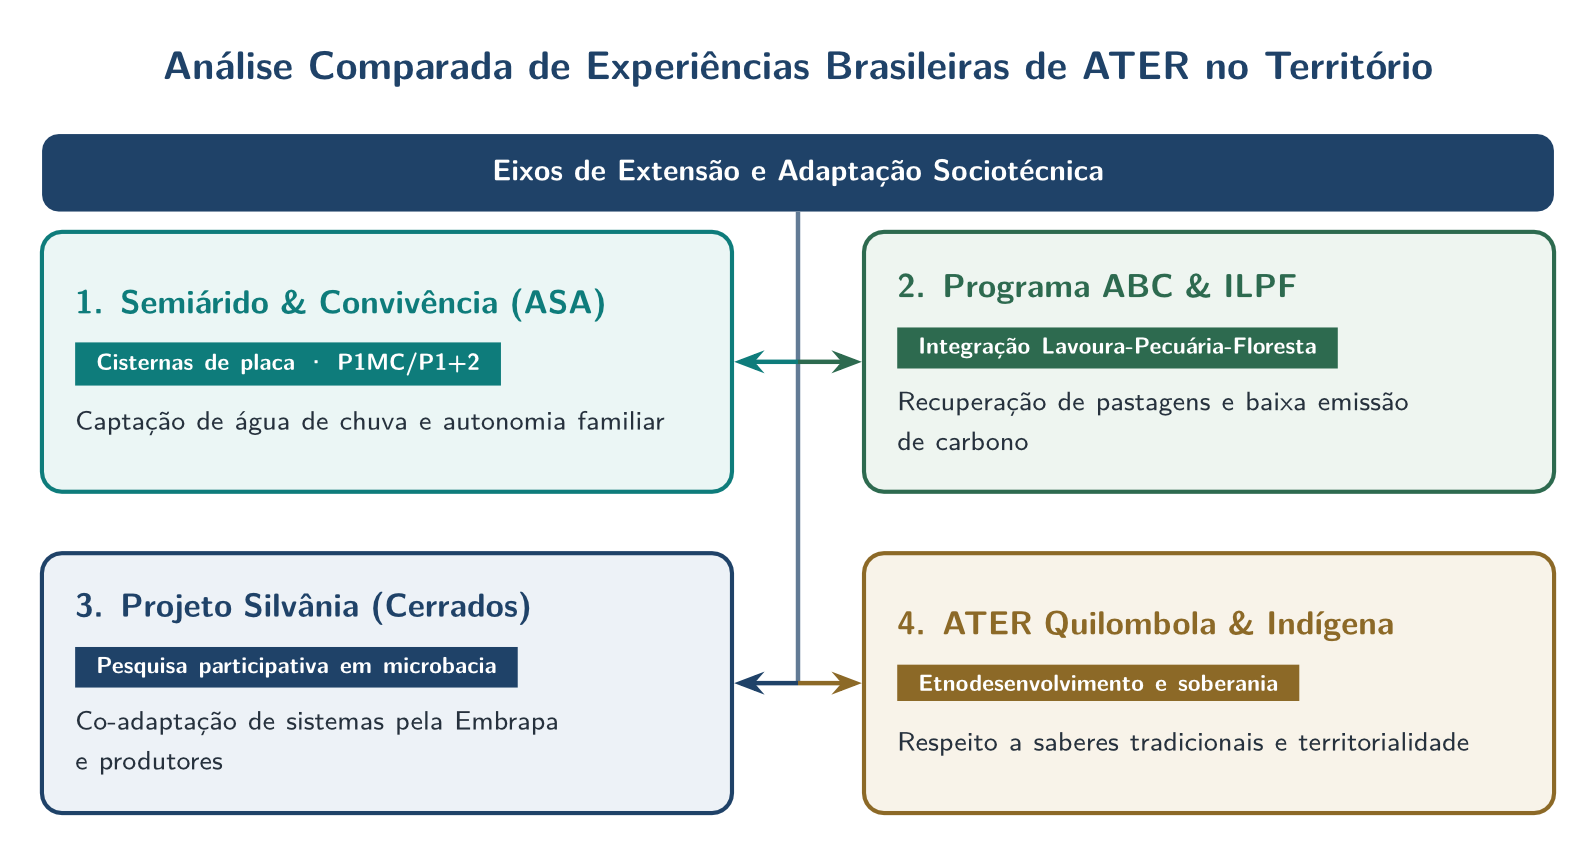 Análise Comparada de Experiências Brasileiras de ATER no Território
Eixos de Extensão e Adaptação Sociotécnica
1. Semiárido & Convivência (ASA)
Cisternas de placa · P1MC/P1+2
Captação de água de chuva e autonomia familiar
2. Programa ABC & ILPF
Integração Lavoura-Pecuária-Floresta
Recuperação de pastagens e baixa emissão
de carbono
3. Projeto Silvânia (Cerrados)
Pesquisa participativa em microbacia
Co-adaptação de sistemas pela Embrapa
e produtores
4. ATER Quilombola & Indígena
Etnodesenvolvimento e soberania
Respeito a saberes tradicionais e territorialidade